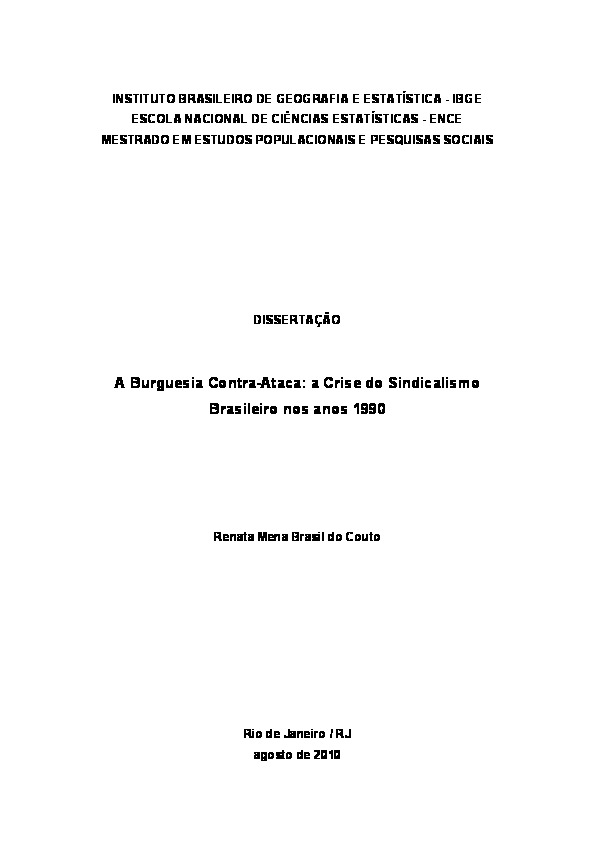 INSTITUTO BRASILEIRO DE GEOGRAFIA E ESTATÍSTICA - IBGE
ESCOLA NACIONAL DE CIÊNCIAS ESTATÍSTICAS - ENCE
MESTRADO EM ESTUDOS POPULACIONAIS E PESQUISAS SOCIAIS
DISSERTAÇÃO
A Burguesia Contra-Ataca: a Crise do Sindicalismo
Brasileiro nos anos 1990
Renata Mena Brasil do Couto
Rio de Janeiro / RJ
agosto de 2010